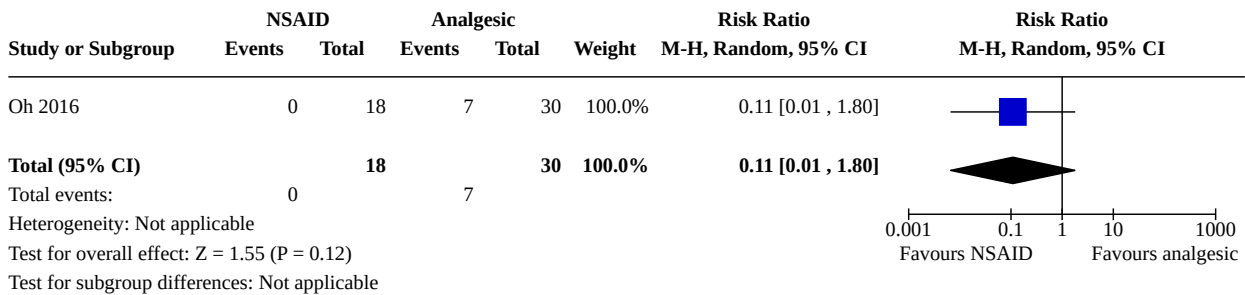 NSAID Analgesic Risk Ratio Risk Ratio
Study or Subgroup Events Total Events Total Weight M-H, Random, 95% CI M-H, Random, 95% CI
Oh 2016 0 18 7 30 100.0% 0.11 [0.01 , 1.80]
Total (95% CI) 18 30 100.0% 0.11 [0.01 , 1.80]
Total events: 0 7
Heterogeneity: Not applicable
0.001 0.1 1 10 1000
Test for overall effect: Z = 1.55 (P = 0.12) Favours NSAID Favours analgesic
Test for subgroup differences: Not applicable